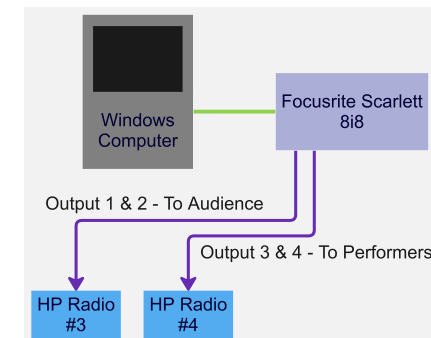 Windows
Computer
Focusrite Scarlett
8i8
Output 1 & 2 - To Audience
Output 3 & 4 - To Performers
HP Radio
#3
HP Radio
#4